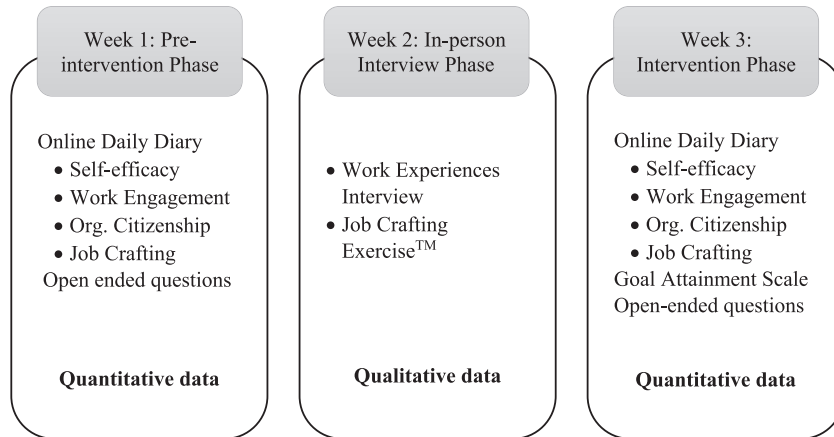 Week 1: Pre-
intervention Phase
Online Daily Diary
• Self-efficacy
• Work Engagement
• Org. Citizenship
• Job Crafting
Open ended questions
Quantitative data
Week 2: In-person
Interview Phase
• Work Experiences
Interview
• Job Crafting
Exercise™
Qualitative data
Week 3:
Intervention Phase
Online Daily Diary
• Self-efficacy
• Work Engagement
• Org. Citizenship
• Job Crafting
Goal Attainment Scale
Open-ended questions
Quantitative data